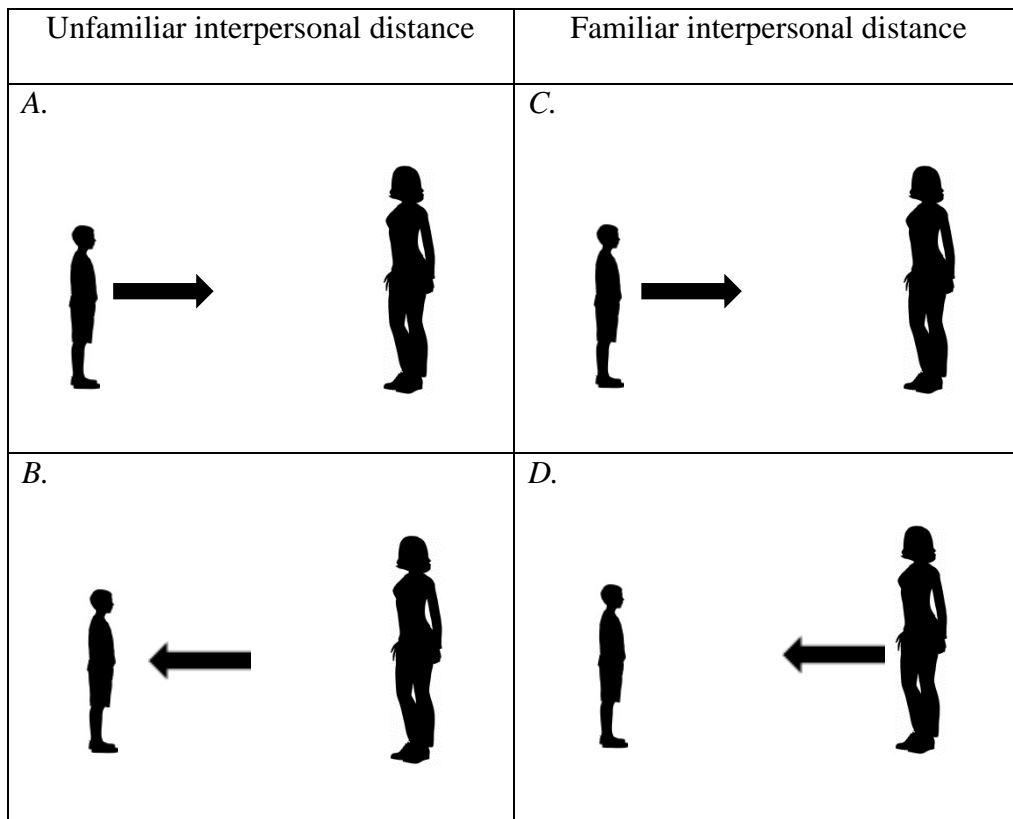 Unfamiliar interpersonal distance
Familiar interpersonal distance
A.
C.
B.
D.